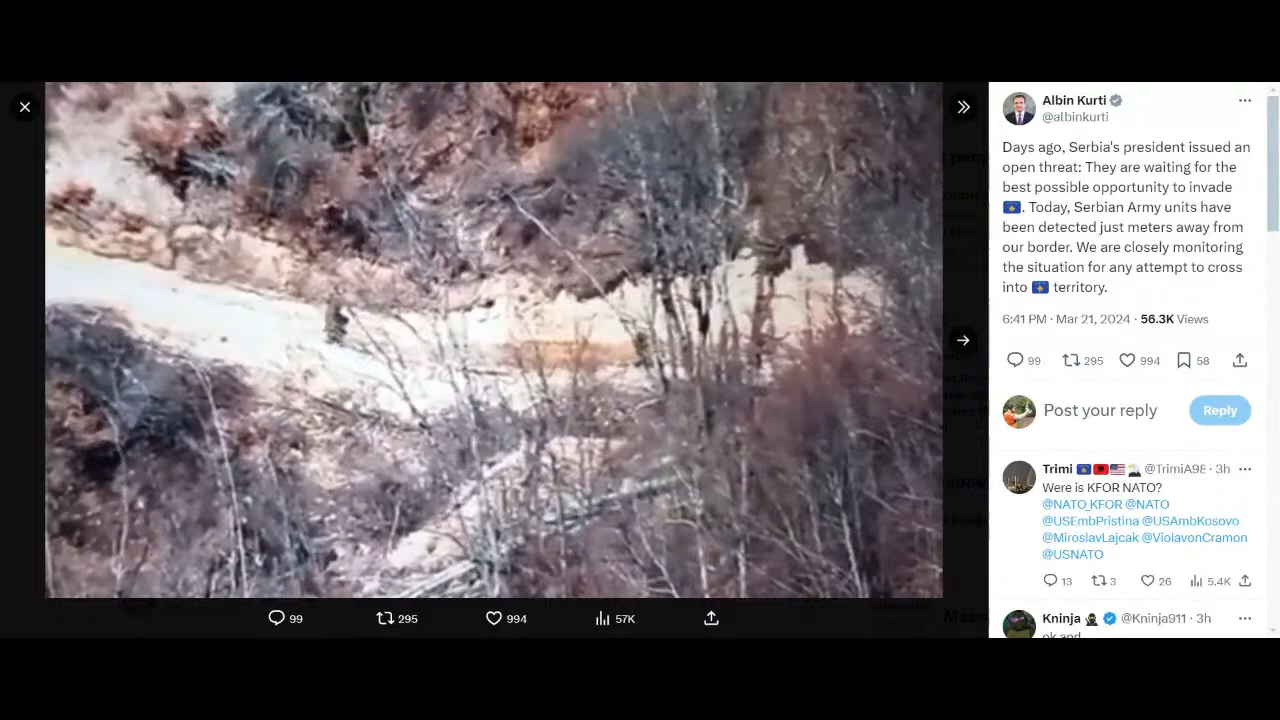 Albin Kurti
@albinkurti
Days ago, Serbia's president issued an
open threat: They are waiting for the
best possible opportunity to invade
🇽🇰. Today, Serbian Army units have
been detected just meters away from
our border. We are closely monitoring
the situation for any attempt to cross
into 🇽🇰 territory.
6:41 PM · Mar 21, 2024 · 56.3K Views
99 295 994 58
Post your reply Reply
Trimi 🇽🇰🇦🇱🇺🇸 @TrimiA98 · 3h
Were is KFOR NATO?
@NATO_KFOR @NATO
@USEmbPristina @USAmbKosovo
@MiroslavLajcak @ViolavonCramon
@USNATO
13 3 26 5.4K
Kninja @Kninja911 · 3h
ok and
99 295 994 57K